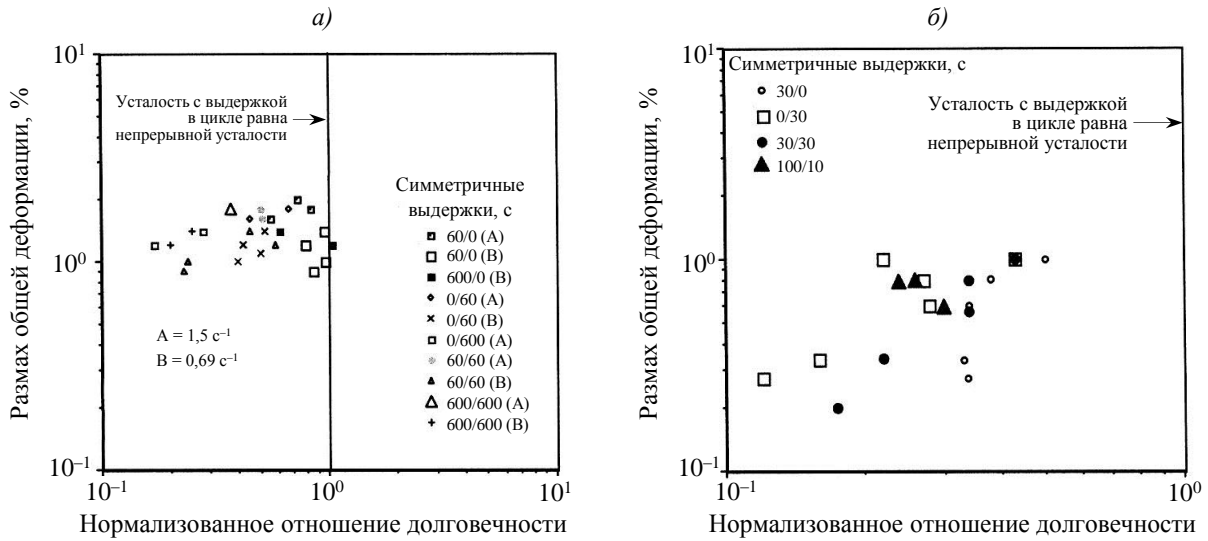 а)
10¹
Усталость с выдержкой
в цикле равна
непрерывной усталости
Симметричные
выдержки, с
60/0 (A)
60/0 (B)
600/0 (B)
0/60 (A)
0/60 (B)
0/600 (A)
60/60 (A)
60/60 (B)
600/600 (A)
600/600 (B)
10⁰
A = 1,5 c⁻¹
B = 0,69 c⁻¹
10⁻¹
10⁻¹
10⁰
10¹
Размах общей деформации, %
Нормализованное отношение долговечности
б)
10¹
Симметричные выдержки, с
30/0
0/30
30/30
100/10
Усталость с выдержкой
в цикле равна
непрерывной усталости
10⁰
10⁻¹
10⁻¹
10⁰
Размах общей деформации, %
Нормализованное отношение долговечности